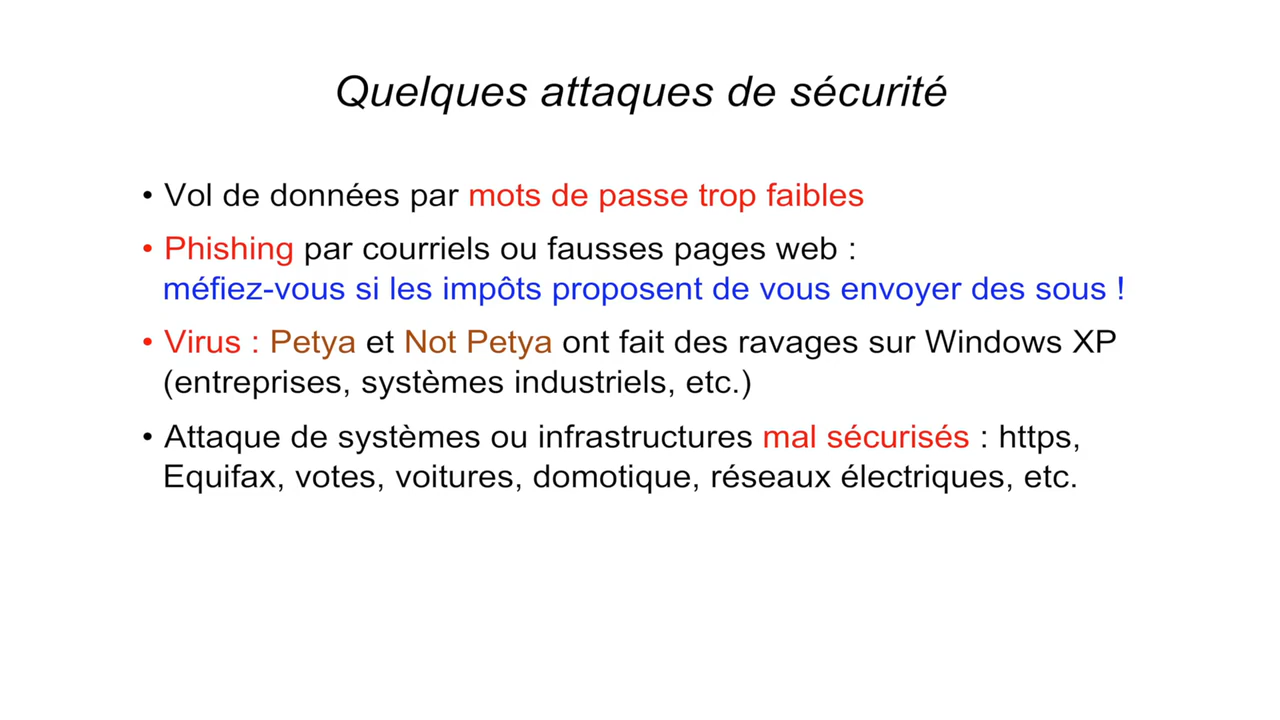 Quelques attaques de sécurité
• Vol de données par mots de passe trop faibles
• Phishing par courriels ou fausses pages web :
méfiez-vous si les impôts proposent de vous envoyer des sous !
• Virus : Petya et Not Petya ont fait des ravages sur Windows XP
(entreprises, systèmes industriels, etc.)
• Attaque de systèmes ou infrastructures mal sécurisés : https,
Equifax, votes, voitures, domotique, réseaux électriques, etc.